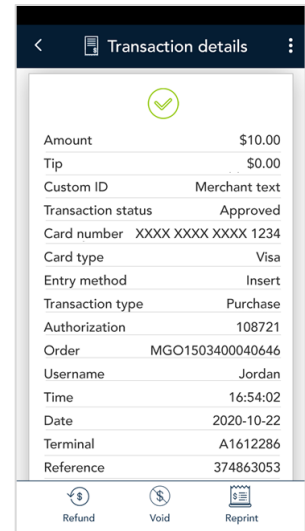 Transaction details
Amount $10.00
Tip $0.00
Custom ID Merchant text
Transaction status Approved
Card number XXXX XXXX XXXX 1234
Card type Visa
Entry method Insert
Transaction type Purchase
Authorization 108721
Order MGO1503400040646
Username Jordan
Time 16:54:02
Date 2020-10-22
Terminal A1612286
Reference 374863053
Refund Void Reprint